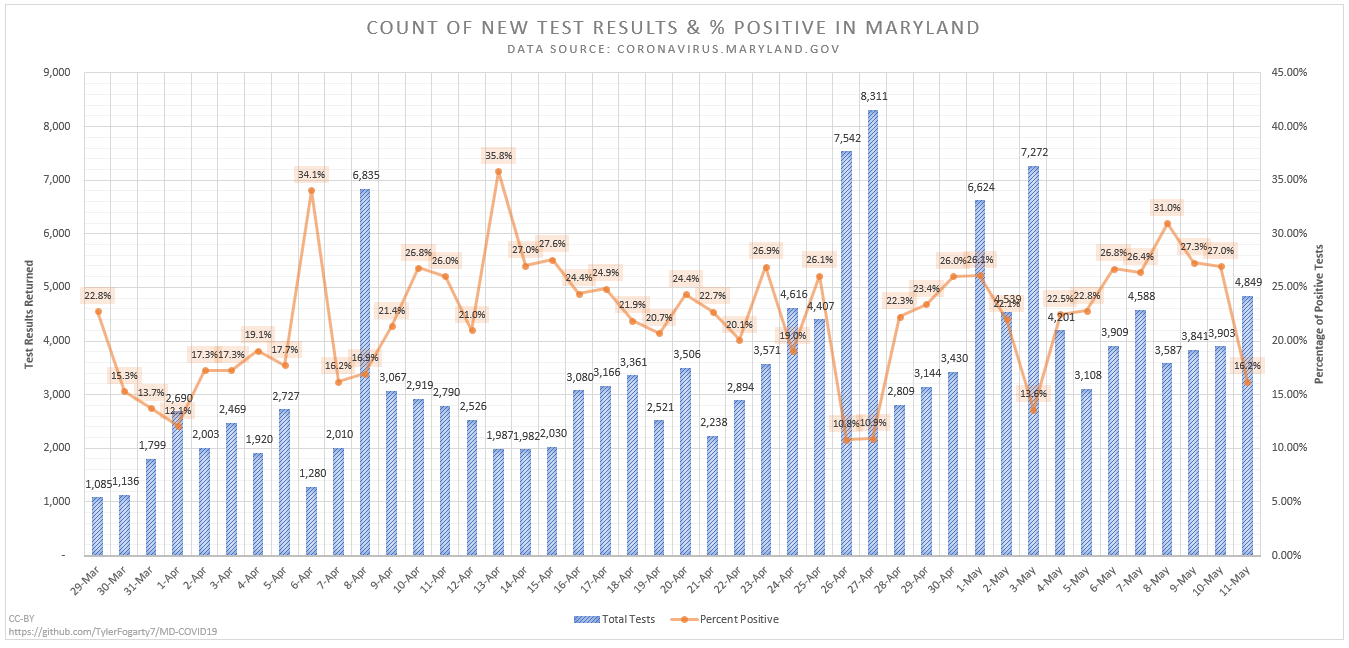 COUNT OF NEW TEST RESULTS & % POSITIVE IN MARYLAND
DATA SOURCE: CORONAVIRUS.MARYLAND.GOV
Test Results Returned
9,000
8,000
7,000
6,000
5,000
4,000
3,000
2,000
1,000
-
45.00%
40.00%
35.00%
30.00%
25.00%
20.00%
15.00%
10.00%
5.00%
0.00%
Percentage of Positive Tests
1,085 1,136 1,799 2,690 2,003 2,469 1,920 2,727 1,280 2,010 6,835 3,067 2,919 2,790 2,526 1,987 1,982 2,030 3,080 3,166 3,361 2,521 3,506 2,238 2,894 3,571 4,616 4,407 7,542 8,311 2,809 3,144 3,430 6,624 4,539 7,272 4,201 3,108 3,909 4,588 3,587 3,841 3,903 4,849
22.8% 15.3% 13.7% 12.1% 17.3% 17.3% 19.1% 17.7% 34.1% 16.2% 16.9% 21.4% 26.8% 26.0% 21.0% 35.8% 27.0% 27.6% 24.4% 24.9% 21.9% 20.7% 24.4% 22.7% 20.1% 26.9% 19.0% 26.1% 10.8% 10.9% 22.3% 23.4% 26.0% 26.1% 22.1% 13.6% 22.5% 22.8% 26.8% 26.4% 31.0% 27.3% 27.0% 16.2%
29-Mar 30-Mar 31-Mar 1-Apr 2-Apr 3-Apr 4-Apr 5-Apr 6-Apr 7-Apr 8-Apr 9-Apr 10-Apr 11-Apr 12-Apr 13-Apr 14-Apr 15-Apr 16-Apr 17-Apr 18-Apr 19-Apr 20-Apr 21-Apr 22-Apr 23-Apr 24-Apr 25-Apr 26-Apr 27-Apr 28-Apr 29-Apr 30-Apr 1-May 2-May 3-May 4-May 5-May 6-May 7-May 8-May 9-May 10-May 11-May
Total Tests Percent Positive
CC-BY
https://github.com/TylerFogarty7/MD-COVID19